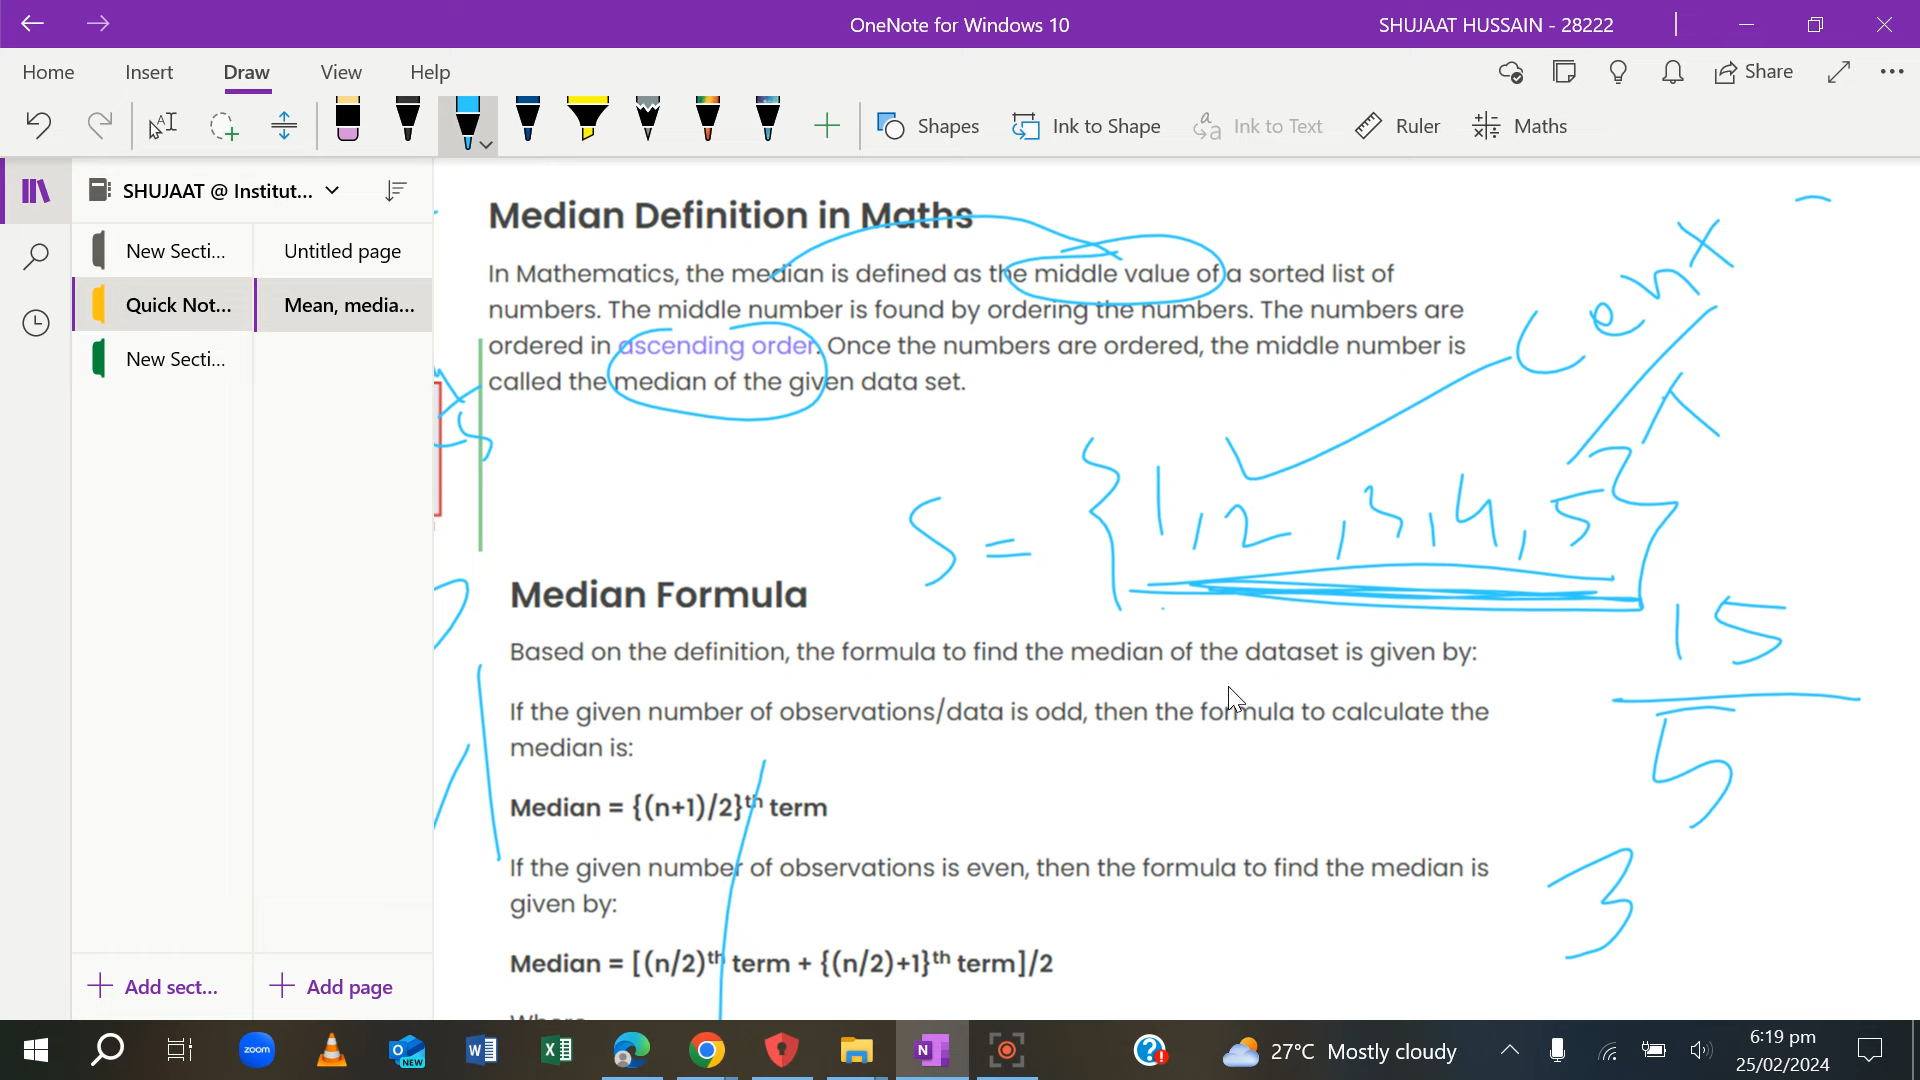 OneNote for Windows 10
SHUJAAT HUSSAIN - 28222
Home Insert Draw View Help
Share
Shapes Ink to Shape Ink to Text Ruler Maths
SHUJAAT @ Institut...
New Secti...
Quick Not...
New Secti...
Untitled page
Mean, media...
Add sect...
Add page
Median Definition in Maths
In Mathematics, the median is defined as the middle value of a sorted list of
numbers. The middle number is found by ordering the numbers. The numbers are
ordered in ascending order. Once the numbers are ordered, the middle number is
called the median of the given data set.
S = {1, 2, 3, 4, 5}
15
5
3
Median Formula
Based on the definition, the formula to find the median of the dataset is given by:
If the given number of observations/data is odd, then the formula to calculate the
median is:
Median = {(n+1)/2}th term
If the given number of observations is even, then the formula to find the median is
given by:
Median = [(n/2)th term + {(n/2)+1}th term]/2
zoom
NEW
27°C Mostly cloudy
6:19 pm
25/02/2024